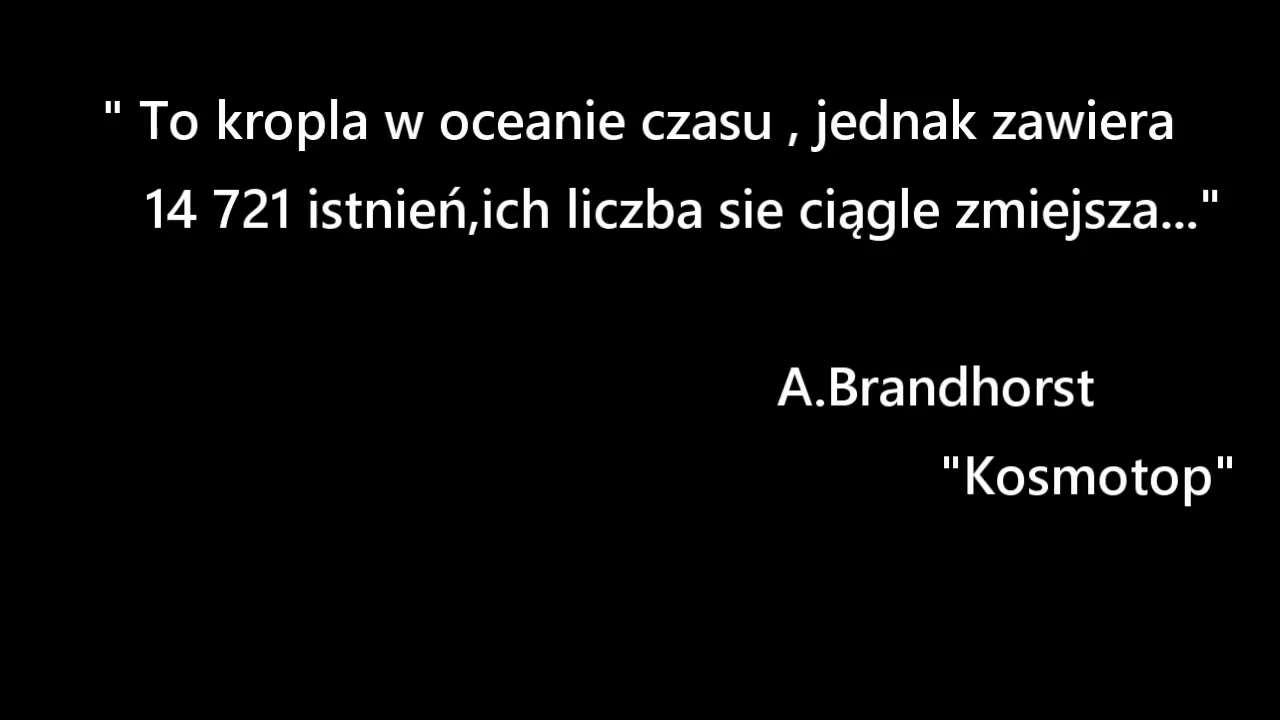 " To kropla w oceanie czasu , jednak zawiera
14 721 istnień,ich liczba sie ciągle zmiejsza..."
A.Brandhorst
"Kosmotop"